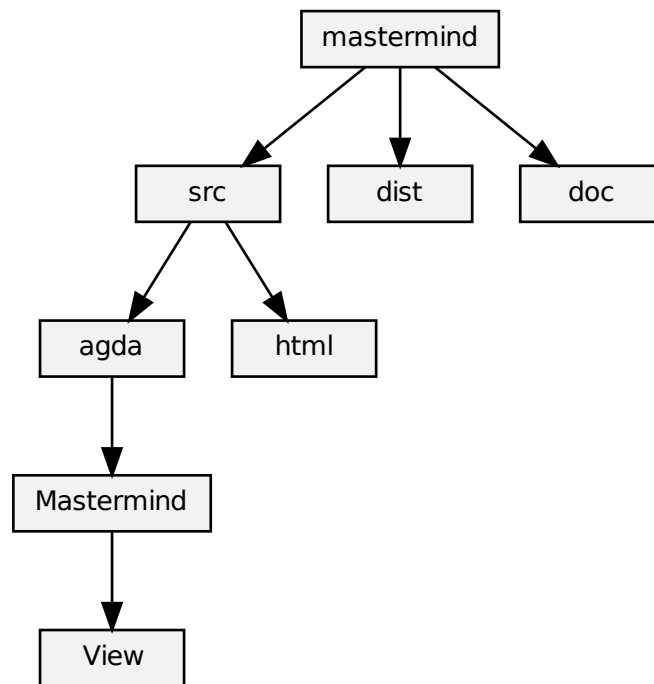 mastermind
src
dist
doc
agda
html
Mastermind
View